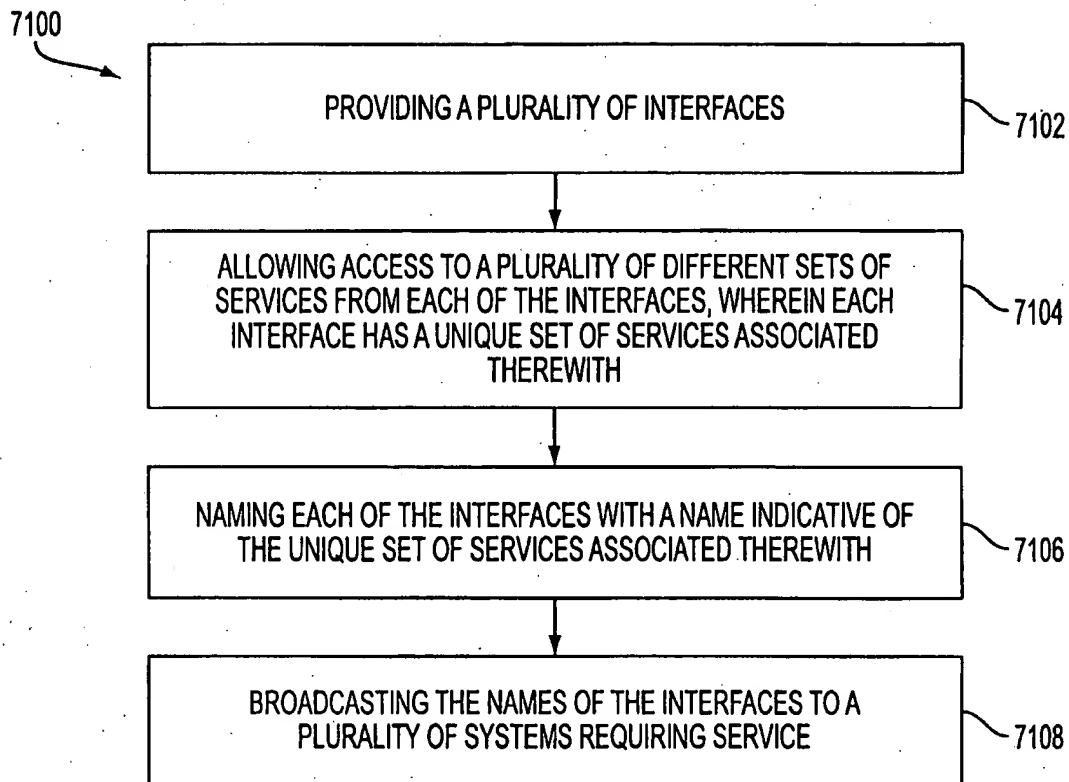 7100
PROVIDING A PLURALITY OF INTERFACES
7102
ALLOWING ACCESS TO A PLURALITY OF DIFFERENT SETS OF
SERVICES FROM EACH OF THE INTERFACES, WHEREIN EACH
INTERFACE HAS A UNIQUE SET OF SERVICES ASSOCIATED
THEREWITH
7104
NAMING EACH OF THE INTERFACES WITH A NAME INDICATIVE OF
THE UNIQUE SET OF SERVICES ASSOCIATED THEREWITH
7106
BROADCASTING THE NAMES OF THE INTERFACES TO A
PLURALITY OF SYSTEMS REQUIRING SERVICE
7108